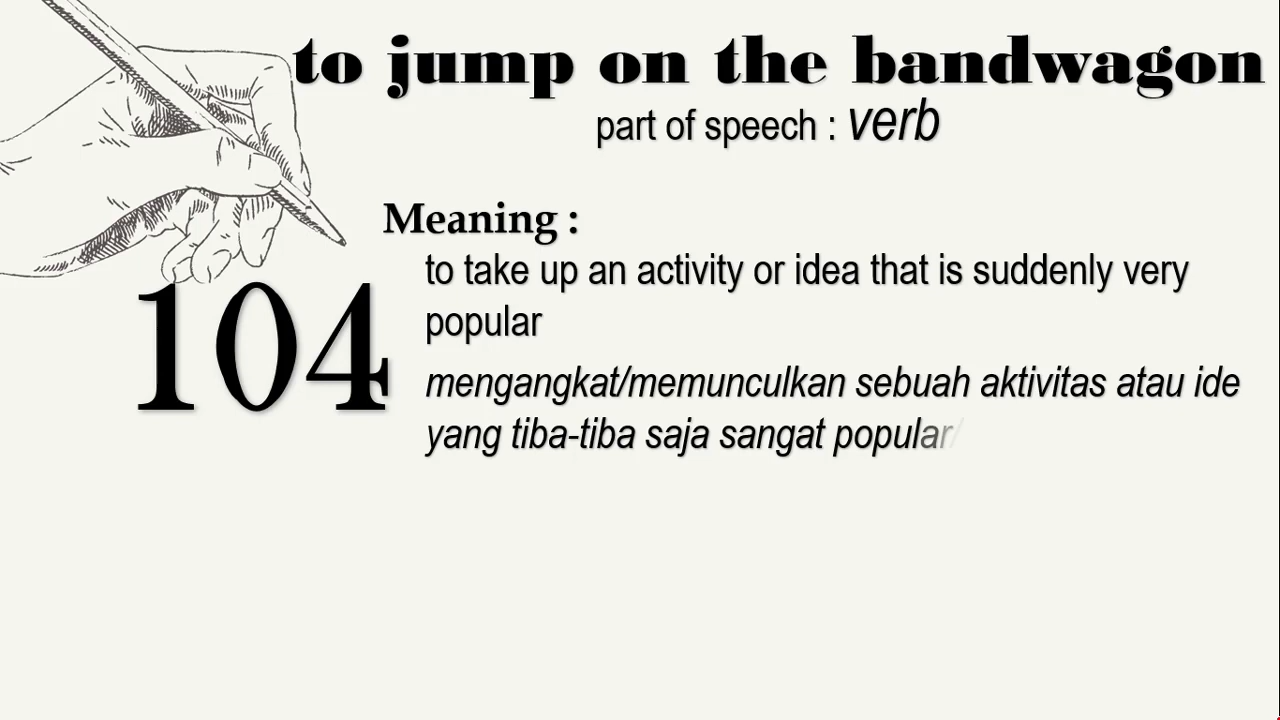 to jump on the bandwagon
part of speech : verb
Meaning :
to take up an activity or idea that is suddenly very
popular
104
mengangkat/memunculkan sebuah aktivitas atau ide
yang tiba-tiba saja sangat popular/